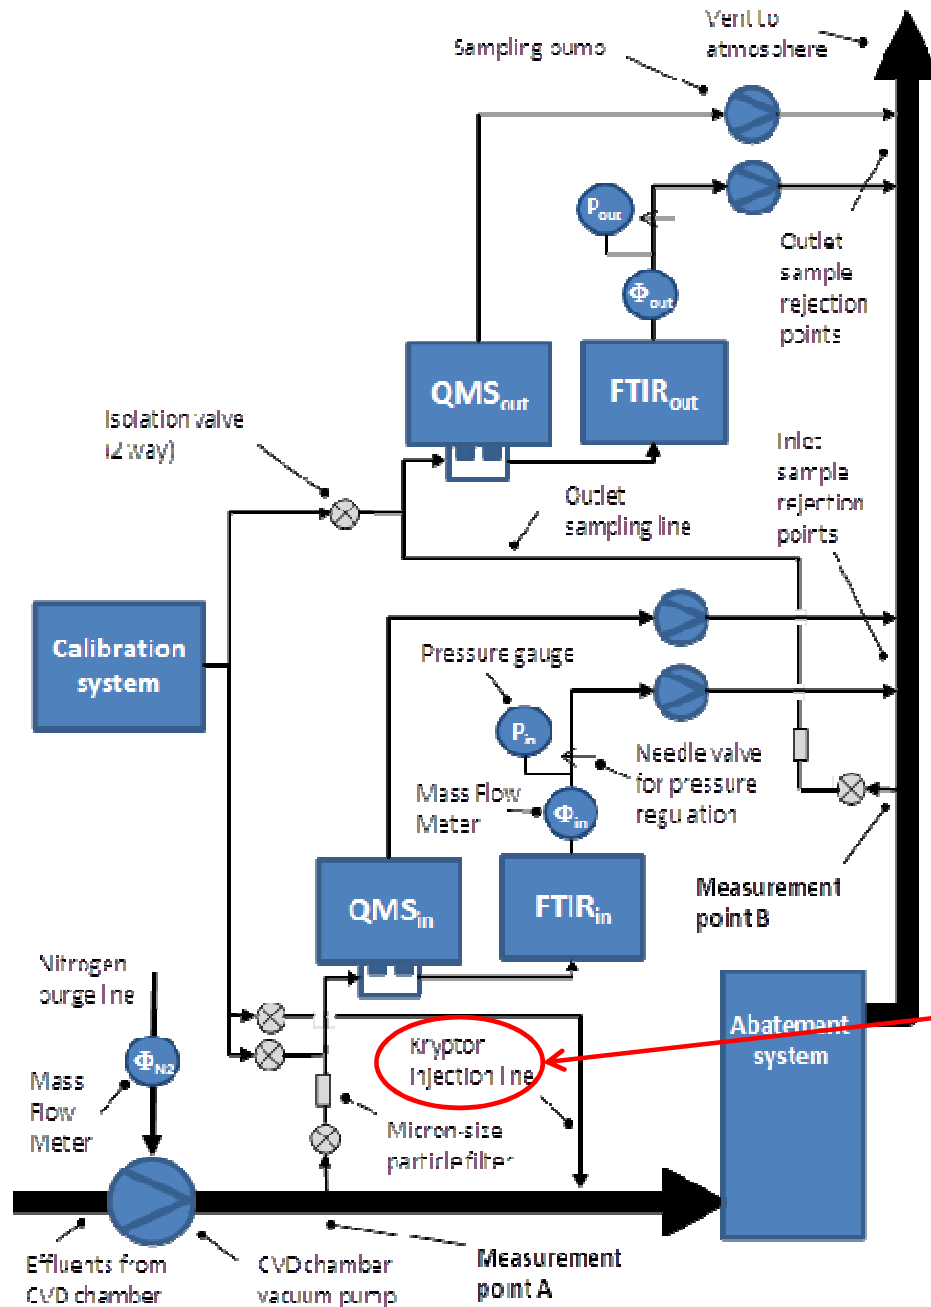 Vent to
atmosphere
Sampling pump
Pout
Φout
Outlet
sample
rejection
points
QMSout
FTIRout
Isolation valve
(2 way)
Inlet
sample
rejection
points
Outlet
sampling line
Calibration
system
Pressure gauge
Pin
Needle valve
for pressure
regulation
Mass Flow
Meter
Φin
Measurement
point B
QMSin
FTIRin
Nitrogen
purge line
Abatement
system
Krypton
injection line
ΦN2
Mass
Flow
Meter
Micron-size
particle filter
Effluents from
CVD chamber
CVD chamber
vacuum pump
Measurement
point A